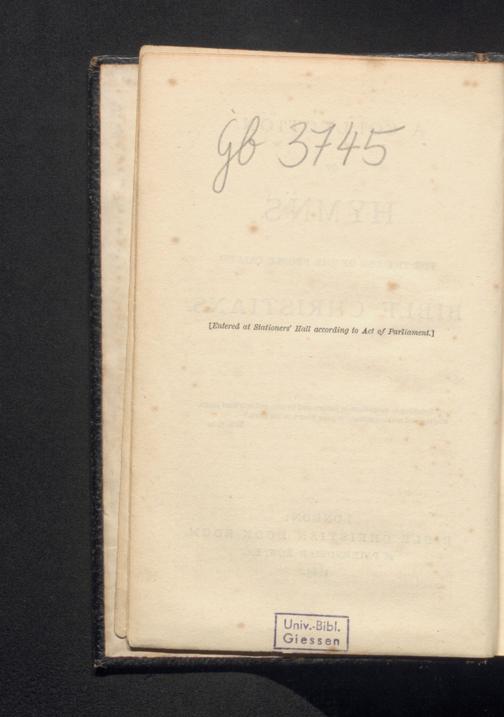 gb 3745
[Entered at Stationers' Hall according to Act of Parliament.]
Univ.-Bibl.
Giessen